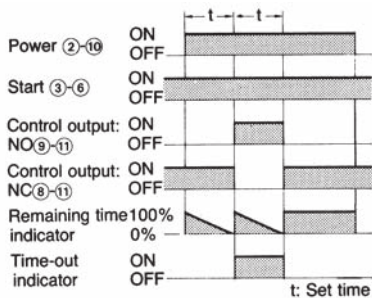 t t
Power ②-⑩ ON
OFF
Start ③-⑥ ON
OFF
Control output: ON
NO⑨-⑪ OFF
Control output: ON
NC⑧-⑪ OFF
Remaining time 100%
indicator 0%
Time-out ON
indicator OFF
t: Set time